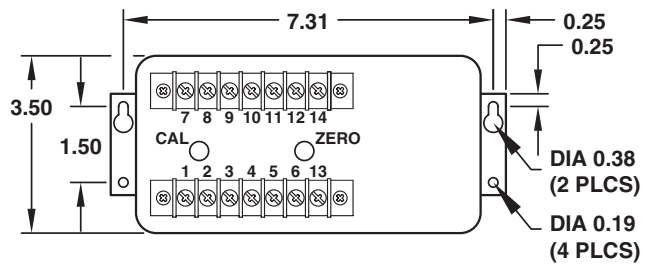 7.31
0.25
0.25
3.50
7 8 9 10 11 12 14
1.50
CAL ZERO
1 2 3 4 5 6 13
DIA 0.38
(2 PLCS)
DIA 0.19
(4 PLCS)